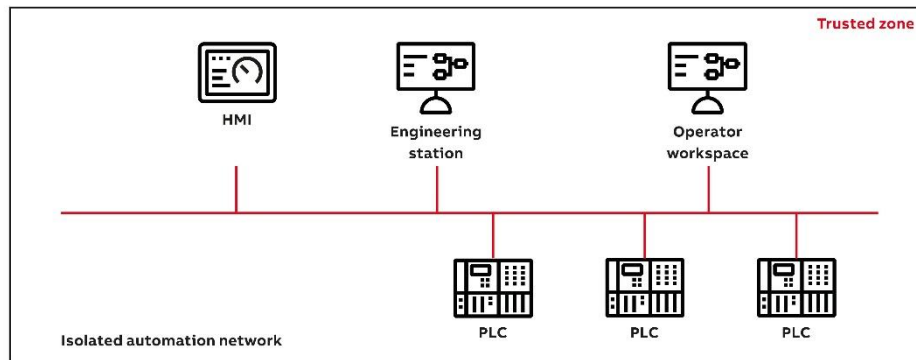 Trusted zone
HMI
Engineering
station
Operator
workspace
PLC
PLC
PLC
Isolated automation network